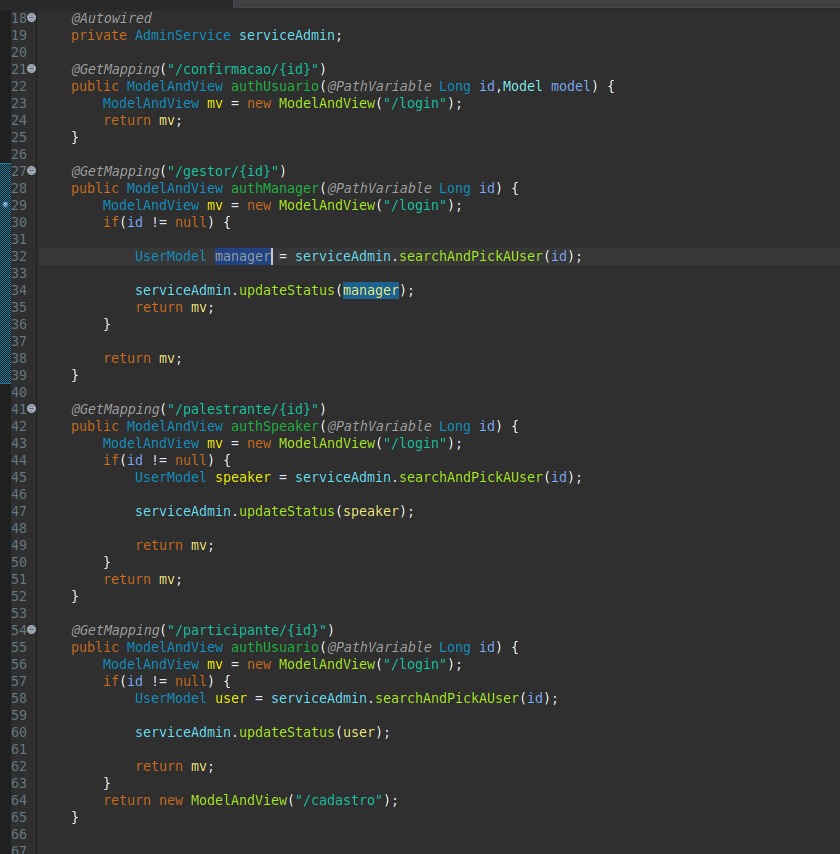 18 @Autowired
19 private AdminService serviceAdmin;
20
21 @GetMapping("/confirmacao/{id}")
22 public ModelAndView authUsuario(@PathVariable Long id,Model model) {
23 ModelAndView mv = new ModelAndView("/login");
24 return mv;
25 }
26
27 @GetMapping("/gestor/{id}")
28 public ModelAndView authManager(@PathVariable Long id) {
29 ModelAndView mv = new ModelAndView("/login");
30 if(id != null) {
31
32 UserModel manager = serviceAdmin.searchAndPickAUser(id);
33
34 serviceAdmin.updateStatus(manager);
35 return mv;
36 }
37
38 return mv;
39 }
40
41 @GetMapping("/palestrante/{id}")
42 public ModelAndView authSpeaker(@PathVariable Long id) {
43 ModelAndView mv = new ModelAndView("/login");
44 if(id != null) {
45 UserModel speaker = serviceAdmin.searchAndPickAUser(id);
46
47 serviceAdmin.updateStatus(speaker);
48
49 return mv;
50 }
51 return mv;
52 }
53
54 @GetMapping("/participante/{id}")
55 public ModelAndView authUsuario(@PathVariable Long id) {
56 ModelAndView mv = new ModelAndView("/login");
57 if(id != null) {
58 UserModel user = serviceAdmin.searchAndPickAUser(id);
59
60 serviceAdmin.updateStatus(user);
61
62 return mv;
63 }
64 return new ModelAndView("/cadastro");
65 }
66
67